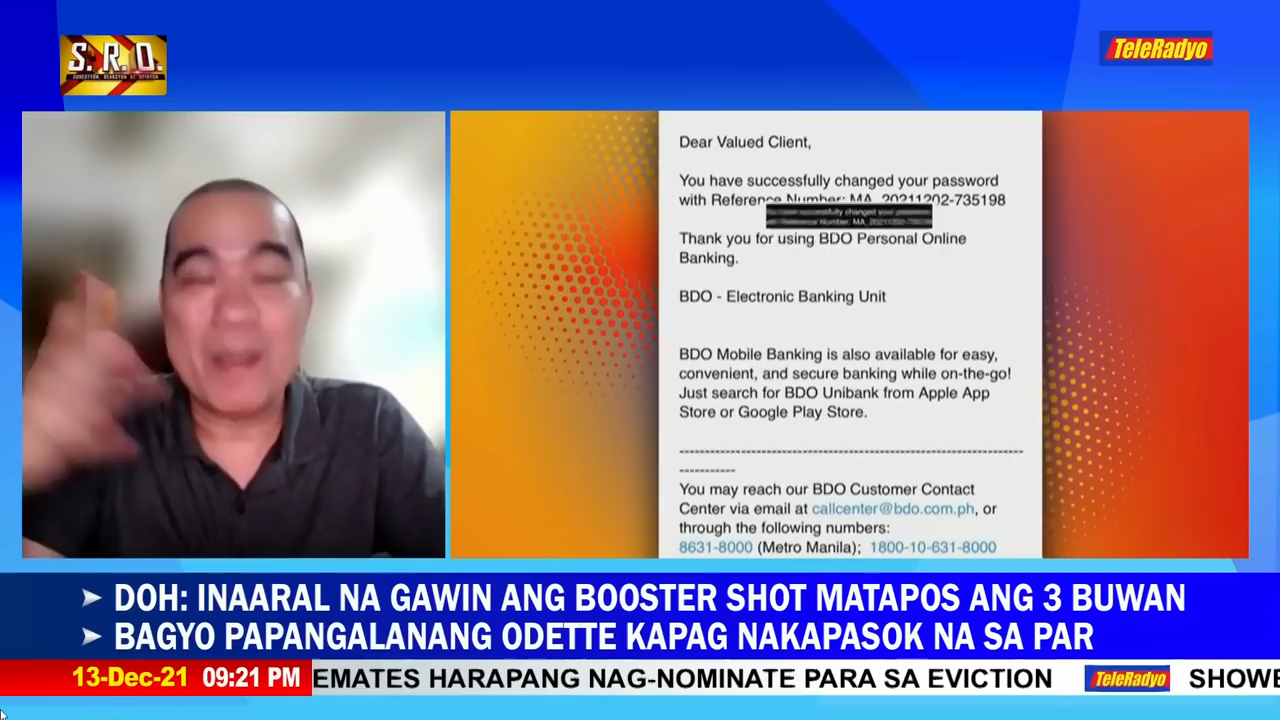 S.R.O.
TeleRadyo
Dear Valued Client,
You have successfully changed your password
with Reference Number: MA_20211202-735198
Thank you for using BDO Personal Online
Banking.
BDO - Electronic Banking Unit
BDO Mobile Banking is also available for easy,
convenient, and secure banking while on-the-go!
Just search for BDO Unibank from Apple App
Store or Google Play Store.
----------------------------------------------------------------
-----------
You may reach our BDO Customer Contact
Center via email at callcenter@bdo.com.ph, or
through the following numbers:
8631-8000 (Metro Manila); 1800-10-631-8000
DOH: INAARAL NA GAWIN ANG BOOSTER SHOT MATAPOS ANG 3 BUWAN
BAGYO PAPANGALANANG ODETTE KAPAG NAKAPASOK NA SA PAR
13-Dec-21 09:21 PM EMATES HARAPANG NAG-NOMINATE PARA SA EVICTION TeleRadyo SHOWE